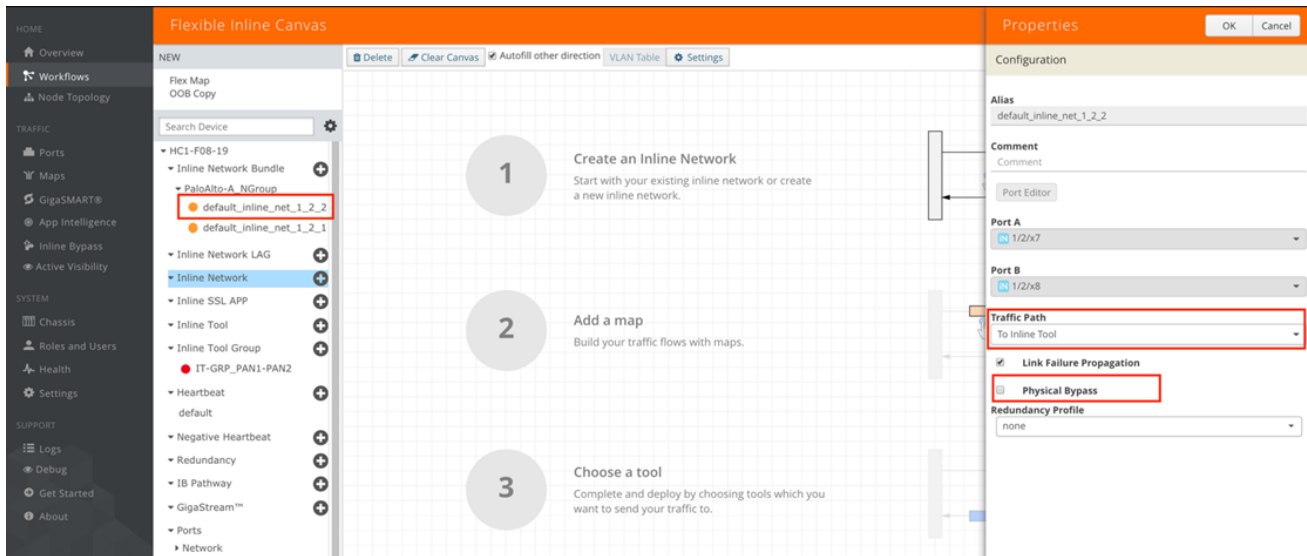 HOME
Overview
Workflows
Node Topology
TRAFFIC
Ports
Maps
GigaSMART®
App Intelligence
Inline Bypass
Active Visibility
SYSTEM
Chassis
Roles and Users
Health
Settings
SUPPORT
Logs
Debug
Get Started
About
Flexible Inline Canvas
NEW
Flex Map
OOB Copy
Search Device
HC1-F08-19
Inline Network Bundle
PaloAlto-A_NGroup
default_inline_net_1_2_2
default_inline_net_1_2_1
Inline Network LAG
Inline Network
Inline SSL APP
Inline Tool
Inline Tool Group
IT-GRP_PAN1-PAN2
Heartbeat
default
Negative Heartbeat
Redundancy
IB Pathway
GigaStream™
Ports
Network
Delete Clear Canvas Autofill other direction VLAN Table Settings
1
Create an Inline Network
Start with your existing inline network or create
a new inline network.
2
Add a map
Build your traffic flows with maps.
3
Choose a tool
Complete and deploy by choosing tools which you
want to send your traffic to.
Properties OK Cancel
Configuration
Alias
default_inline_net_1_2_2
Comment
Comment
Port Editor
Port A
IN 1/2/x7
Port B
IN 1/2/x8
Traffic Path
To Inline Tool
Link Failure Propagation
Physical Bypass
Redundancy Profile
none